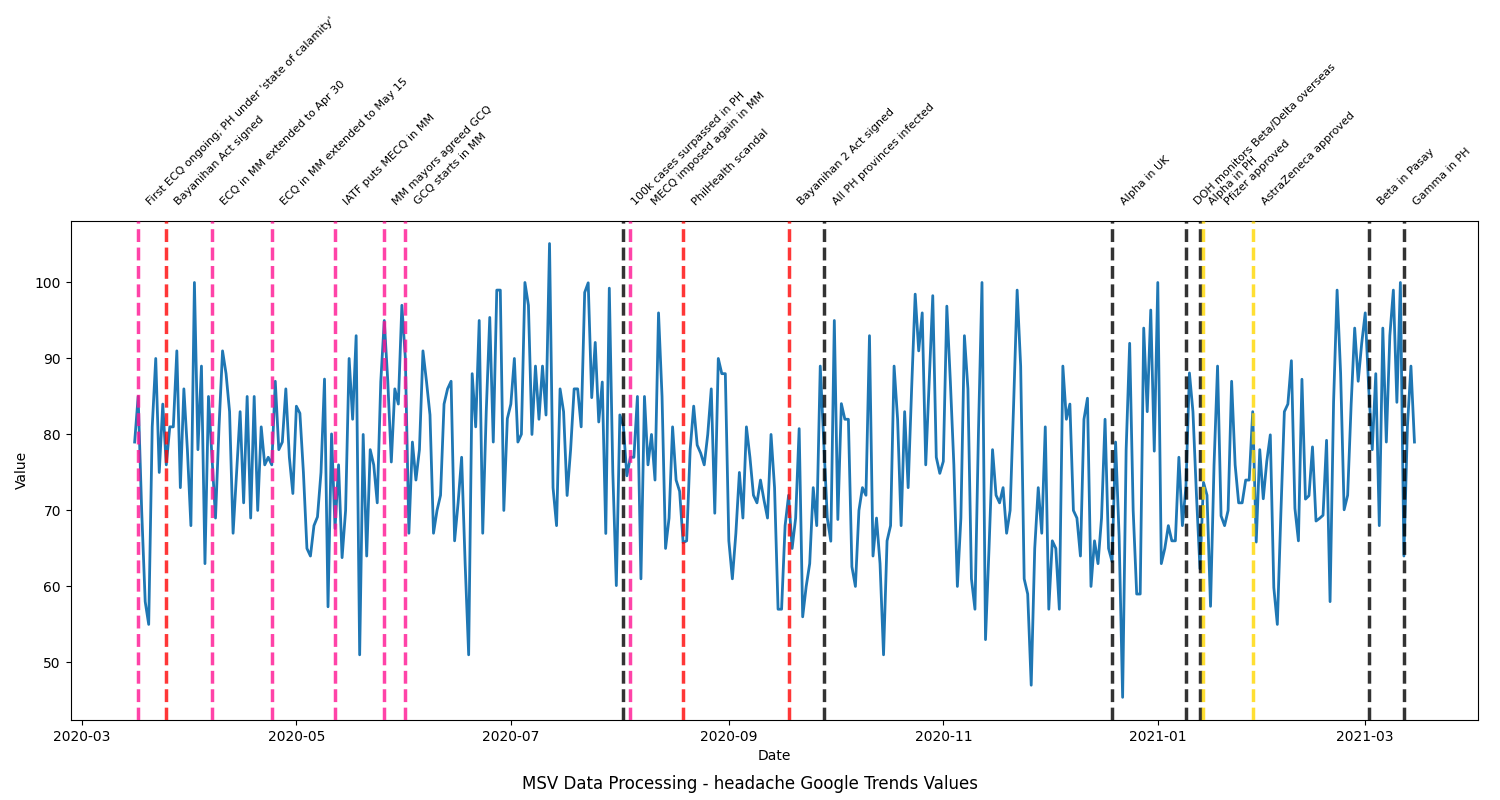 First ECQ ongoing; PH under 'state of calamity'
Bayanihan Act signed
ECQ in MM extended to Apr 30
ECQ in MM extended to May 15
IATF puts MECQ in MM
MM mayors agreed GCQ
GCQ starts in MM
100k cases surpassed in PH
MECQ imposed again in MM
PhilHealth scandal
Bayanihan 2 Act signed
All PH provinces infected
Alpha in UK
DOH monitors Beta/Delta overseas
Alpha in PH
Pfizer approved
AstraZeneca approved
Beta in Pasay
Gamma in PH
100
90
80
70
60
50
Value
2020-03
2020-05
2020-07
2020-09
2020-11
2021-01
2021-03
Date
MSV Data Processing - headache Google Trends Values